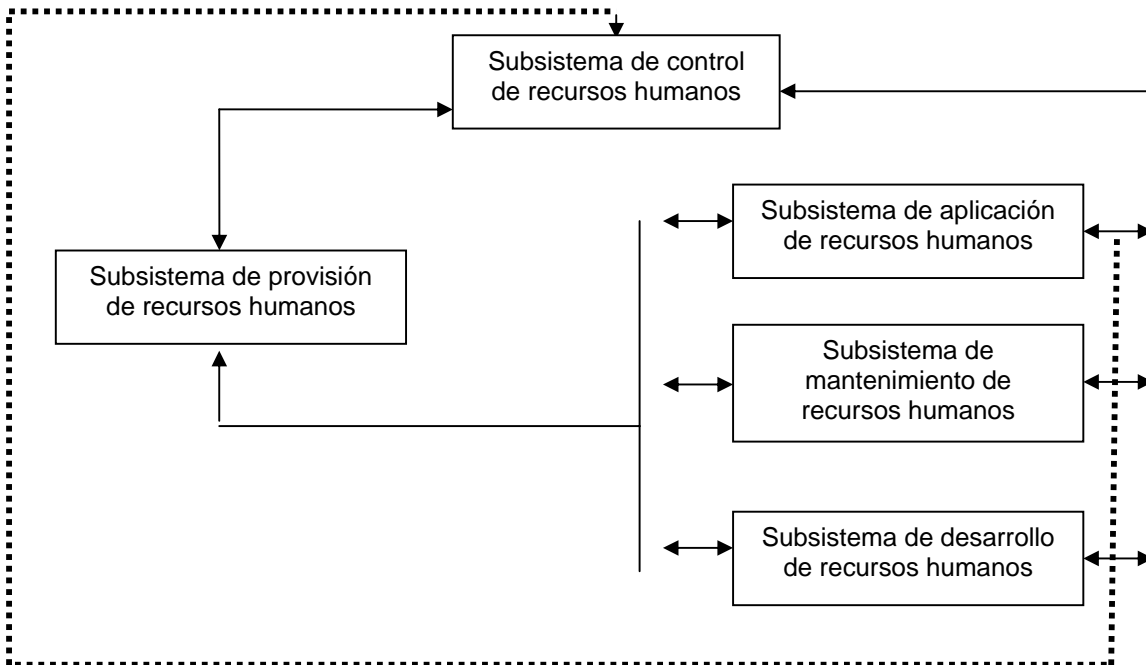 Subsistema de control
de recursos humanos
Subsistema de aplicación
de recursos humanos
Subsistema de provisión
de recursos humanos
Subsistema de
mantenimiento de
recursos humanos
Subsistema de desarrollo
de recursos humanos